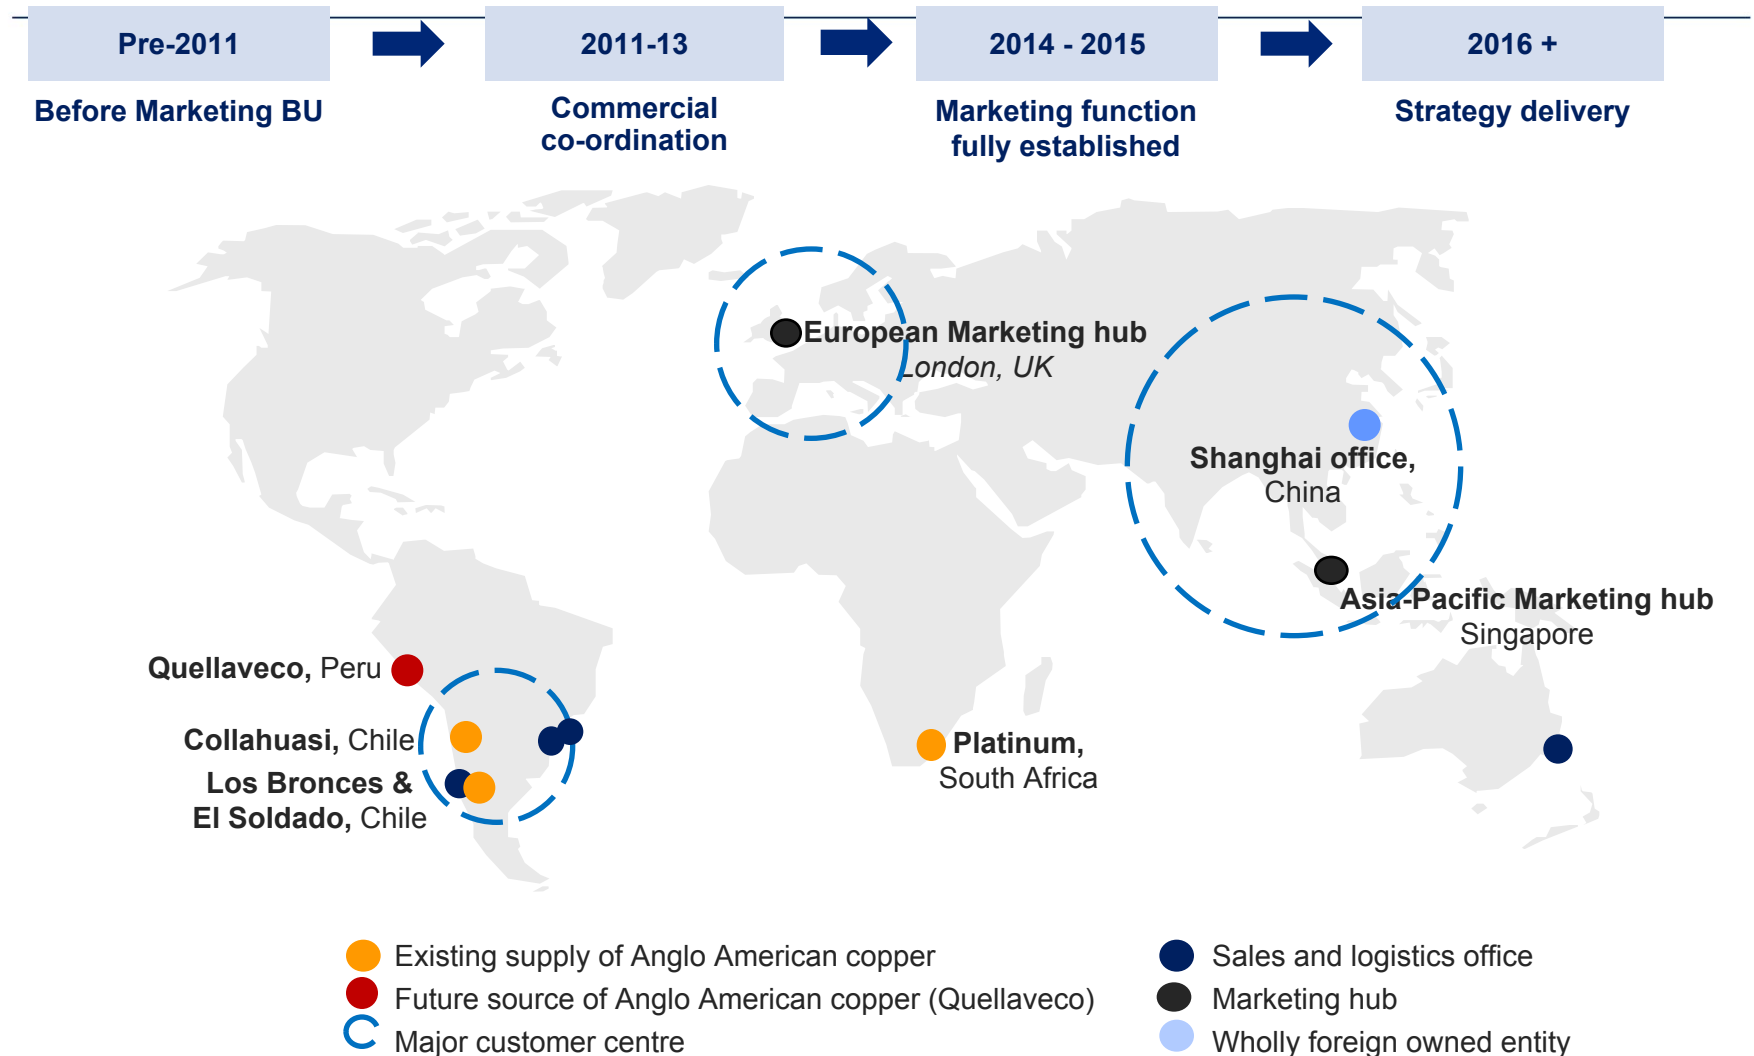 Pre-2011
2011-13
2014 - 2015
2016 +
Before Marketing BU
Commercial
co-ordination
Marketing function
fully established
Strategy delivery
European Marketing hub
London, UK
Shanghai office,
China
Asia-Pacific Marketing hub
Singapore
Quellaveco, Peru
Collahuasi, Chile
Los Bronces &
El Soldado, Chile
Platinum,
South Africa
Existing supply of Anglo American copper
Future source of Anglo American copper (Quellaveco)
Major customer centre
Sales and logistics office
Marketing hub
Wholly foreign owned entity